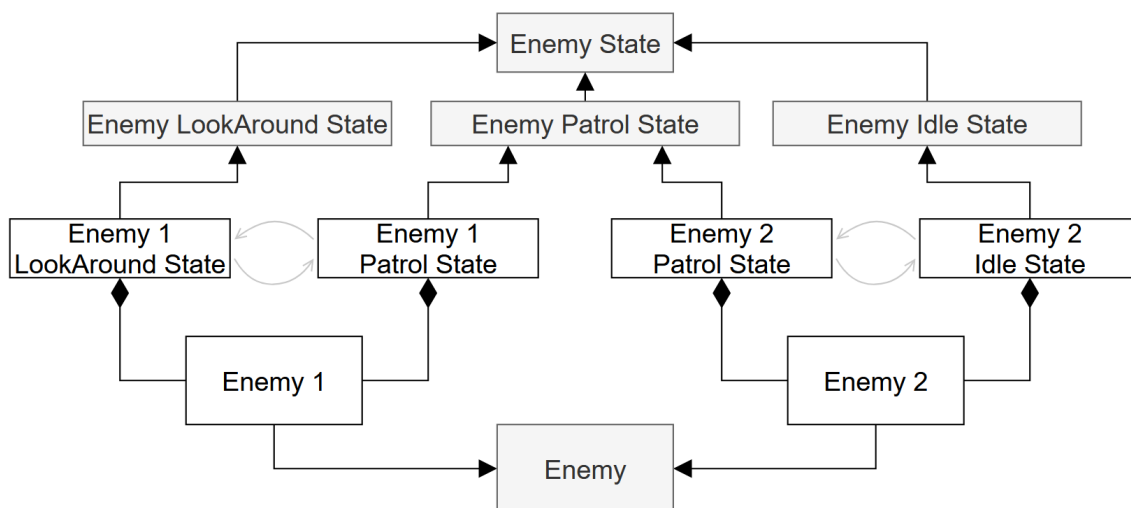 Enemy State
Enemy LookAround State
Enemy Patrol State
Enemy Idle State
Enemy 1
LookAround State
Enemy 1
Patrol State
Enemy 2
Patrol State
Enemy 2
Idle State
Enemy 1
Enemy 2
Enemy